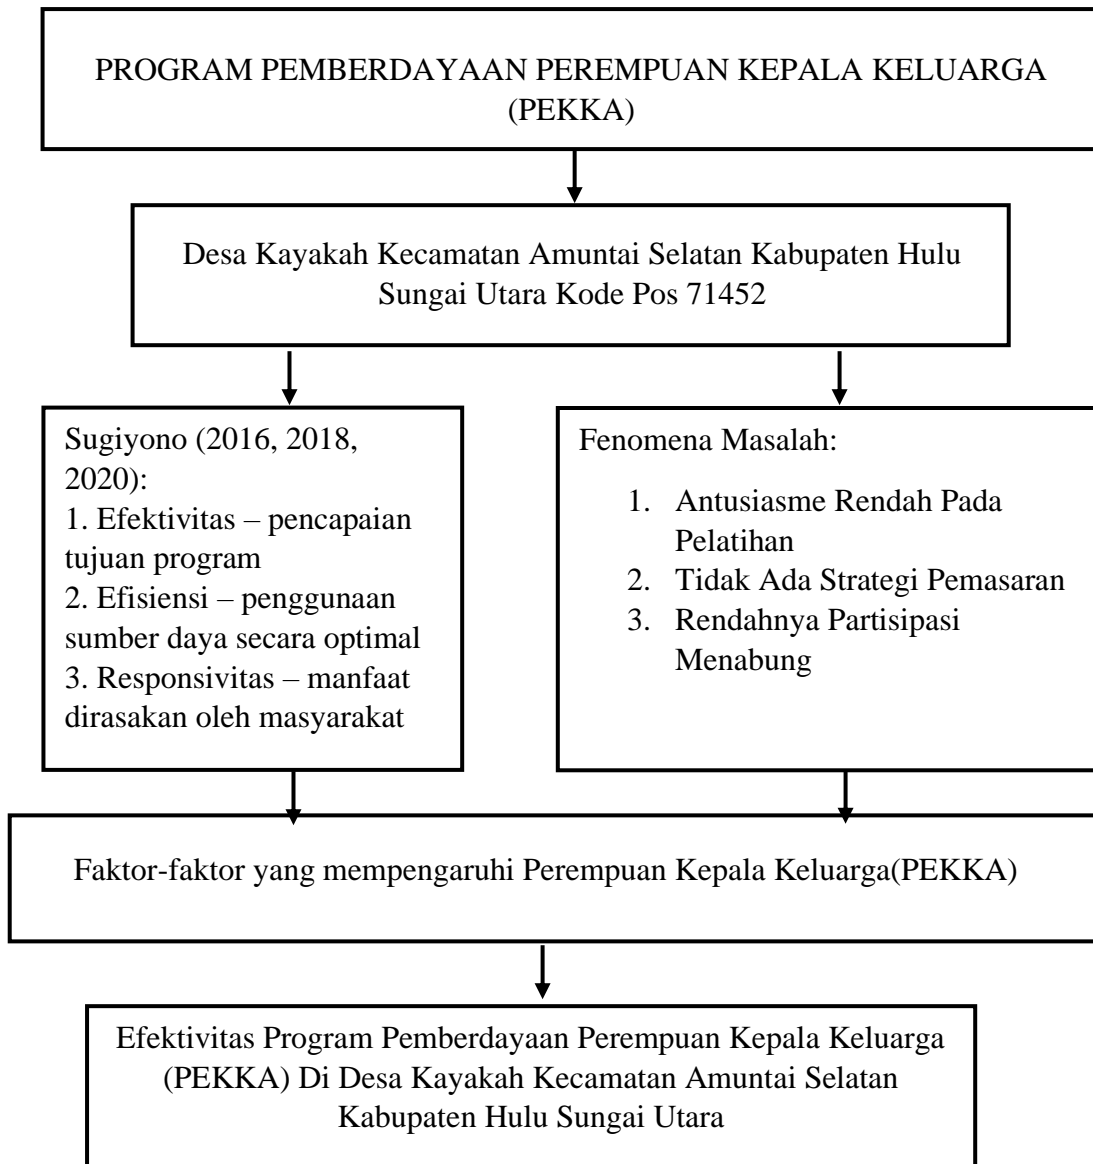 PROGRAM PEMBERDAYAAN PEREMPUAN KEPALA KELUARGA
(PEKKA)
Desa Kayakah Kecamatan Amuntai Selatan Kabupaten Hulu
Sungai Utara Kode Pos 71452
Sugiyono (2016, 2018,
2020):
1. Efektivitas – pencapaian
tujuan program
2. Efisiensi – penggunaan
sumber daya secara optimal
3. Responsivitas – manfaat
dirasakan oleh masyarakat
Fenomena Masalah:
1. Antusiasme Rendah Pada
Pelatihan
2. Tidak Ada Strategi Pemasaran
3. Rendahnya Partisipasi
Menabung
Faktor-faktor yang mempengaruhi Perempuan Kepala Keluarga(PEKKA)
Efektivitas Program Pemberdayaan Perempuan Kepala Keluarga
(PEKKA) Di Desa Kayakah Kecamatan Amuntai Selatan
Kabupaten Hulu Sungai Utara